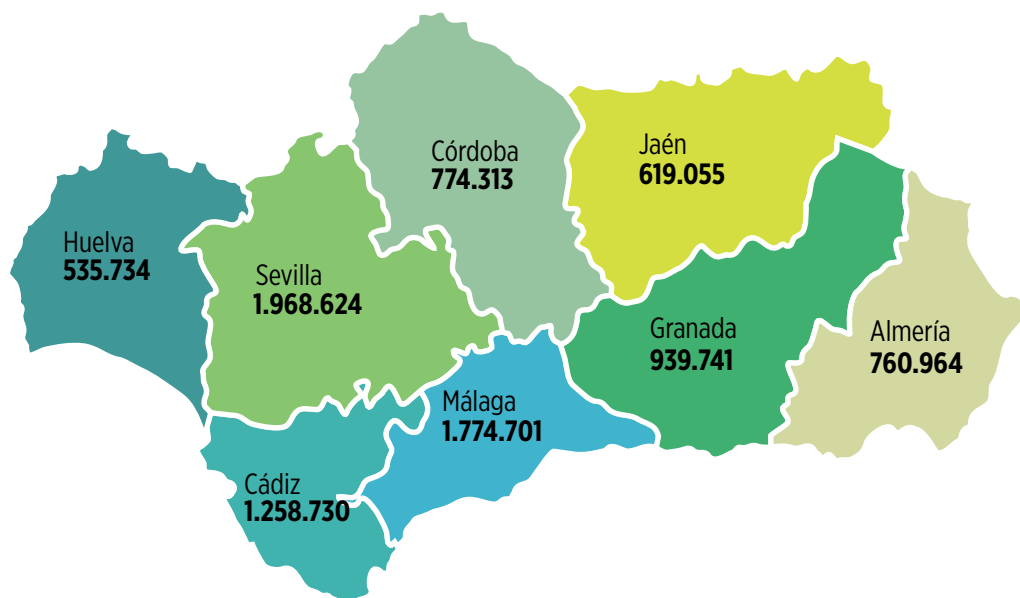 Córdoba
774.313
Jaén
619.055
Huelva
535.734
Sevilla
1.968.624
Granada
939.741
Almería
760.964
Málaga
1.774.701
Cádiz
1.258.730